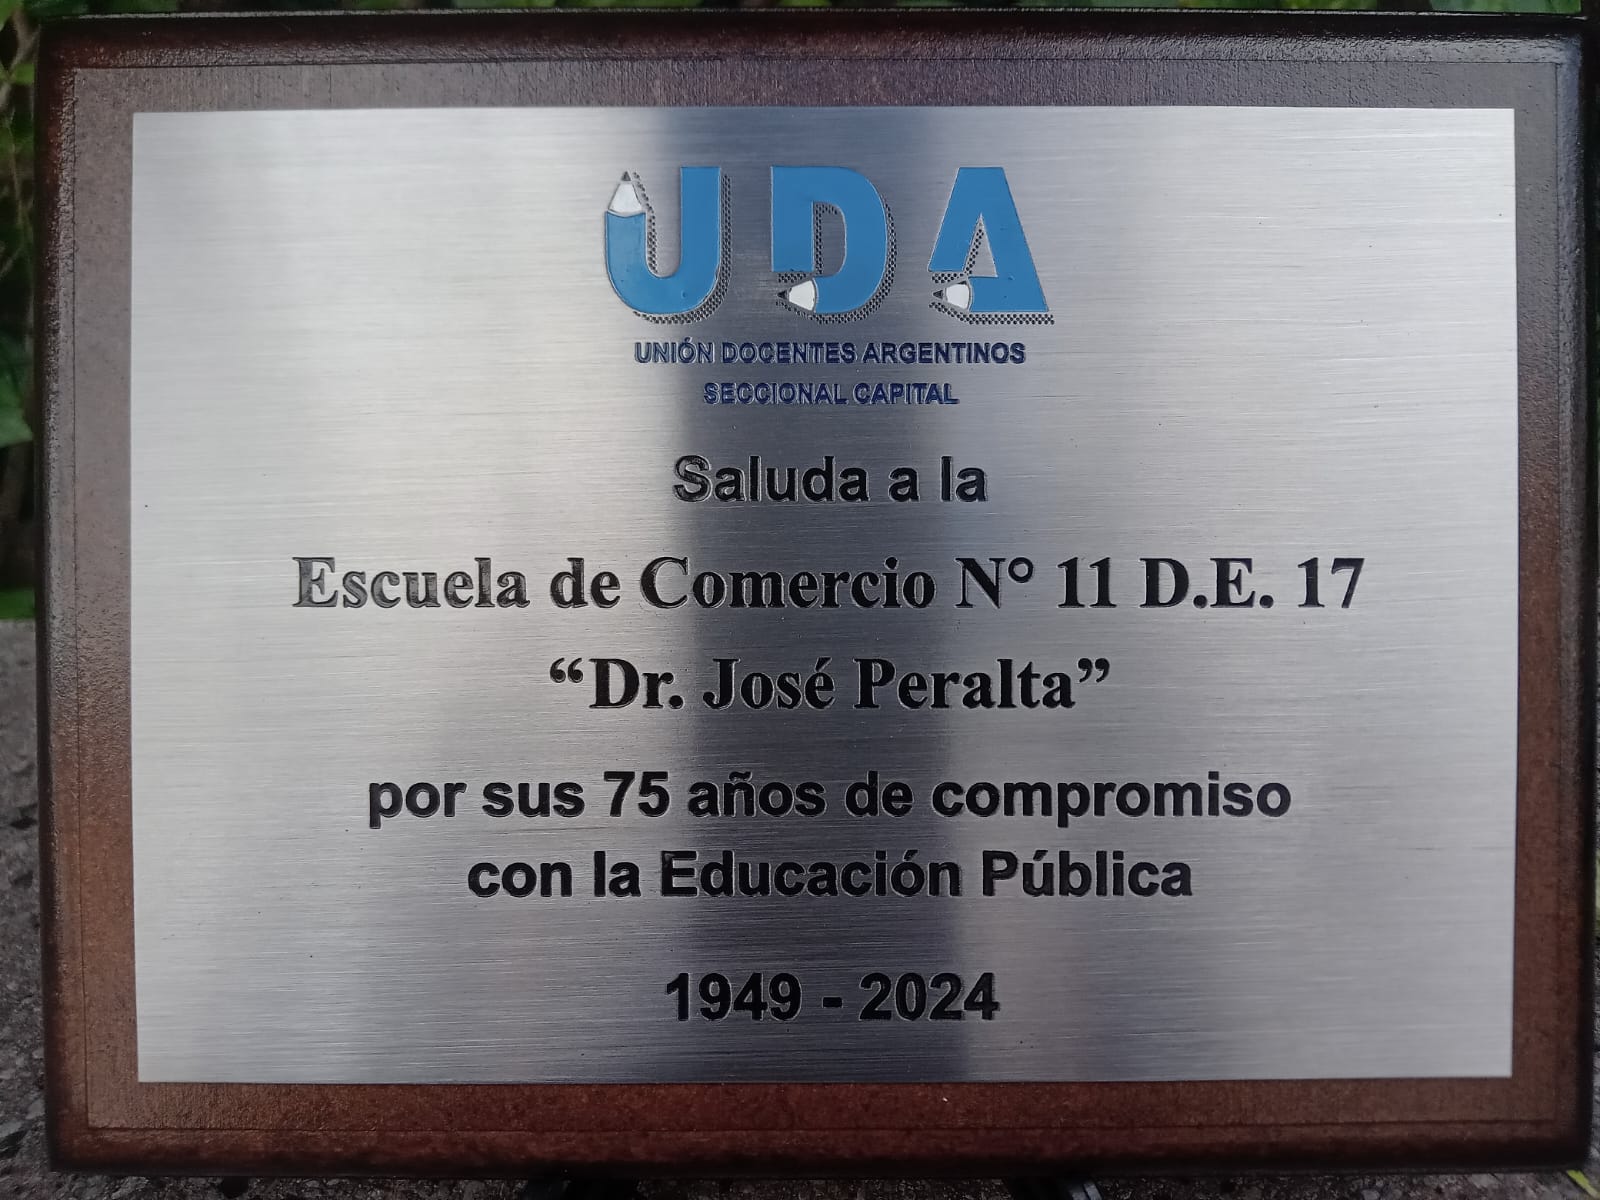 UDA
UNIÓN DOCENTES ARGENTINOS
SECCIONAL CAPITAL
Saluda a la
Escuela de Comercio N° 11 D.E. 17
“Dr. José Peralta”
por sus 75 años de compromiso
con la Educación Pública
1949 - 2024